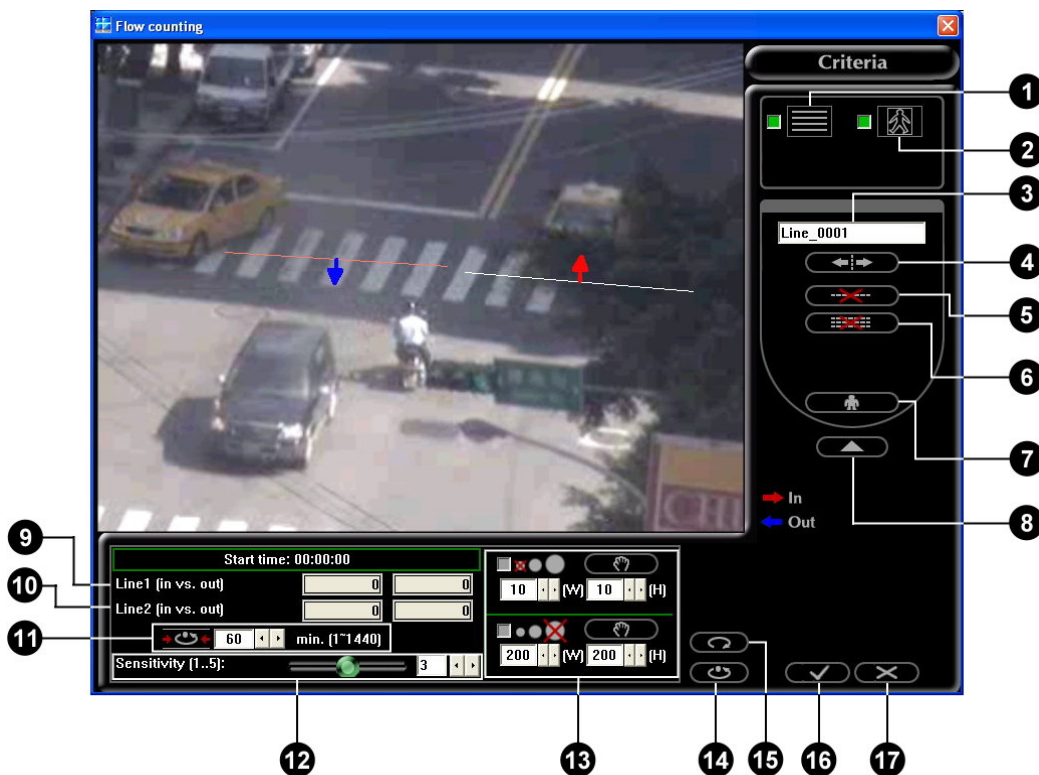 Flow counting
Criteria
1
2
3
Line_0001
4
5
6
7
8
In
Out
9
Start time: 00:00:00
Line1 (in vs. out) 0 0
10
Line2 (in vs. out) 0 0
11
60 min. (1~1440)
Sensitivity (1..5): 3
10 (W) 10 (H)
200 (W) 200 (H)
12
13
14
15
16
17